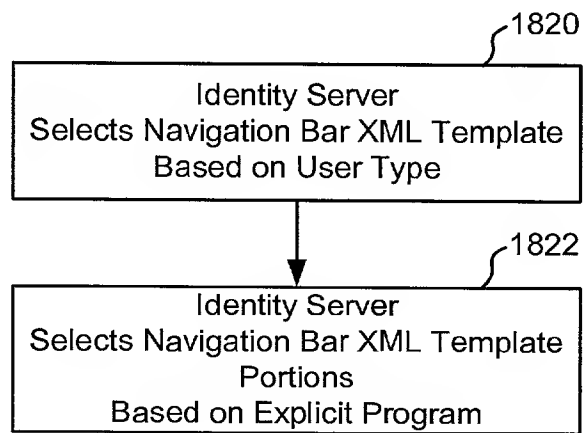 1820
Identity Server
Selects Navigation Bar XML Template
Based on User Type
1822
Identity Server
Selects Navigation Bar XML Template
Portions
Based on Explicit Program